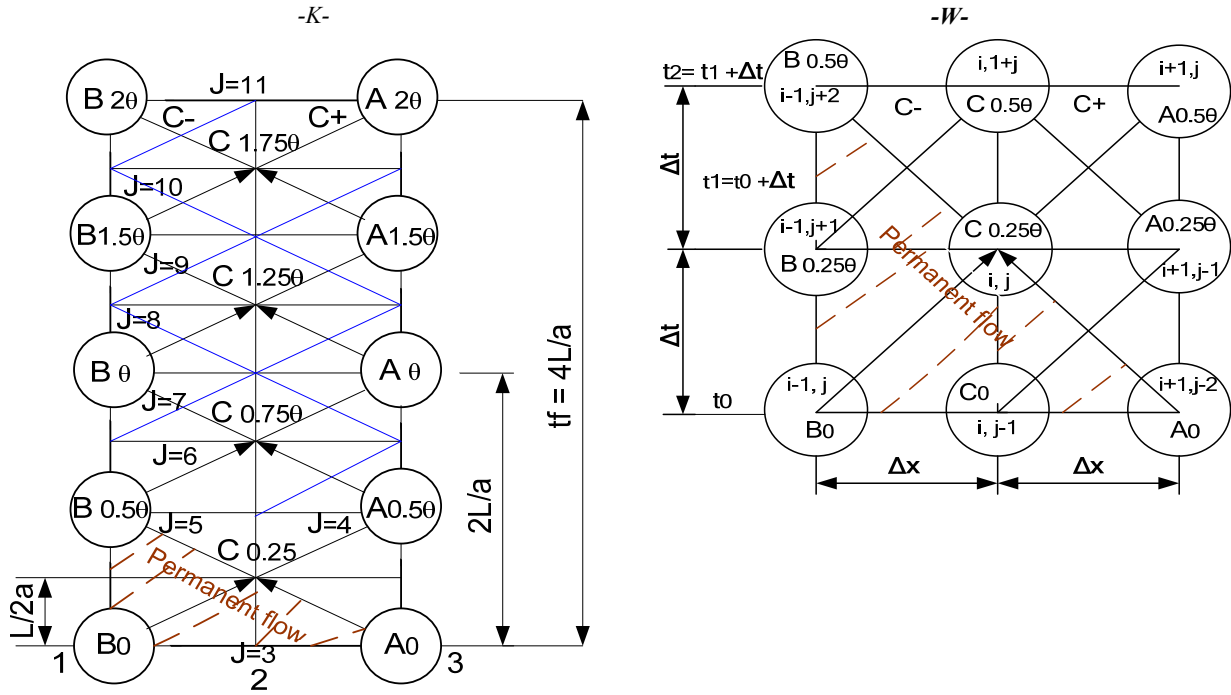 -K-
B 2θ
J=11
A 2θ
C-
C+
C 1.75θ
J=10
B1.5θ
A1.5θ
J=9
C 1.25θ
J=8
B θ
A θ
J=7
C 0.75θ
J=6
B 0.5θ
A0.5θ
J=5
J=4
C 0.25
Permanent flow
B0
A0
1
J=3
2
3
L/2a
2L/a
tf = 4L/a
-W-
t2= t1 +Δt
B 0.5θ
i-1,j+2
C-
i,1+j
C 0.5θ
C+
i+1,j
A0.5θ
Δt
t1=t0 +Δt
i-1,j+1
B 0.25θ
C 0.25θ
i, j
A0.25θ
i+1,j-1
Permanent flow
Δt
t0
i-1, j
B0
C0
i, j-1
i+1,j-2
A0
Δx
Δx